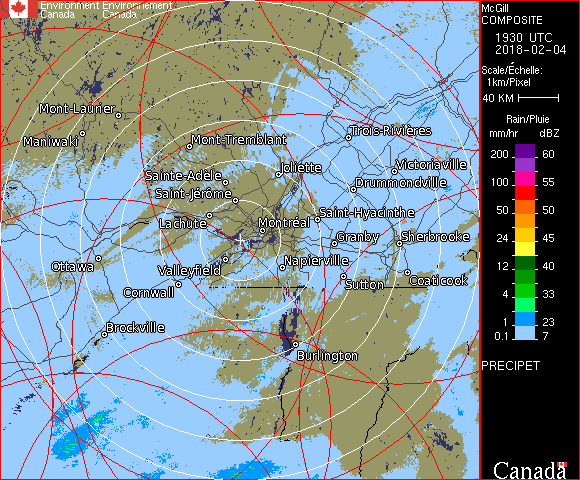 Environment Environnement
Canada Canada
McGill
COMPOSITE
1930 UTC
2018-02-04
Scale/Échelle:
1km/Pixel
40 KM
Rain/Pluie
mm/hr dBZ
200 60
100 55
50 50
24 45
12 40
4 33
1 23
0.1 7
PRECIPET
Canada
Mont-Laurier
Maniwaki
Mont-Tremblant
Trois-Rivières
Joliette
Victoriaville
Sainte-Adèle
Drummondville
Saint-Jérôme
Saint-Hyacinthe
Lachute
Montréal
Granby
Sherbrooke
Ottawa
Valleyfield
Napierville
Cornwall
Sutton
Coaticook
Brockville
Burlington